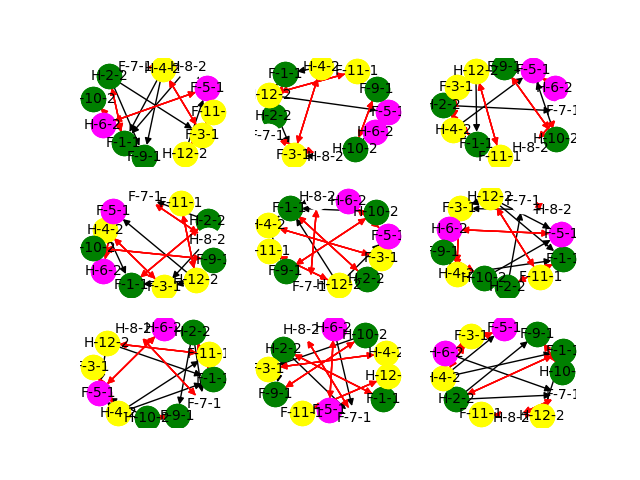 F-7-1 H-4-2 H-8-2
H-2-2 F-5-1
H-10-2 F-11-1
H-6-2 F-3-1
F-1-1 F-9-1 H-12-2
F-1-1 H-4-2 F-11-1
H-12-2 F-9-1
H-2-2 F-5-1
F-7-1 H-6-2
F-3-1 H-8-2 H-10-2
H-12-2 F-9-1 F-5-1
F-3-1 H-6-2
H-2-2 F-7-1
H-4-2 H-10-2
F-1-1 F-11-1 H-8-2
F-7-1 F-11-1
F-5-1 H-2-2
H-4-2 H-8-2
H-10-2 F-9-1
H-6-2 H-12-2
F-1-1 F-3-1
H-8-2 H-6-2
F-1-1 H-10-2
H-4-2 F-5-1
F-11-1 F-3-1
F-9-1 H-2-2
F-7-1 H-12-2
H-12-2 F-7-1
F-3-1 H-8-2
H-6-2 H-5-1
F-9-1 F-1-1
H-4-2 H-10-2 F-11-1
H-2-2
H-8-2 H-6-2 H-2-2
H-12-2 F-11-1
F-3-1 F-1-1
F-5-1 F-7-1
H-4-2 H-10-2 F-9-1
H-8-2 H-6-2 H-10-2
H-2-2 H-4-2
F-3-1 H-12-2
F-9-1 F-1-1
F-11-1 F-5-1 F-7-1
F-3-1 F-5-1 F-9-1
H-6-2 F-1-1
H-4-2 H-10-2
H-2-2 F-7-1
F-11-1 H-8-2 H-12-2